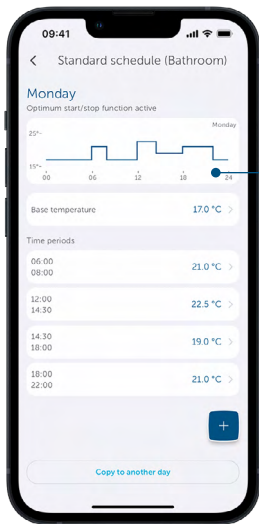 09:41
Standard schedule (Bathroom)
Monday
Optimum start/stop function active
Monday
25°-
15°-
00 06 12 18 24
Base temperature 17.0 °C
Time periods
06:00
08:00
21.0 °C
12:00
14:30
22.5 °C
14:30
18:00
19.0 °C
18:00
22:00
21.0 °C
+
Copy to another day